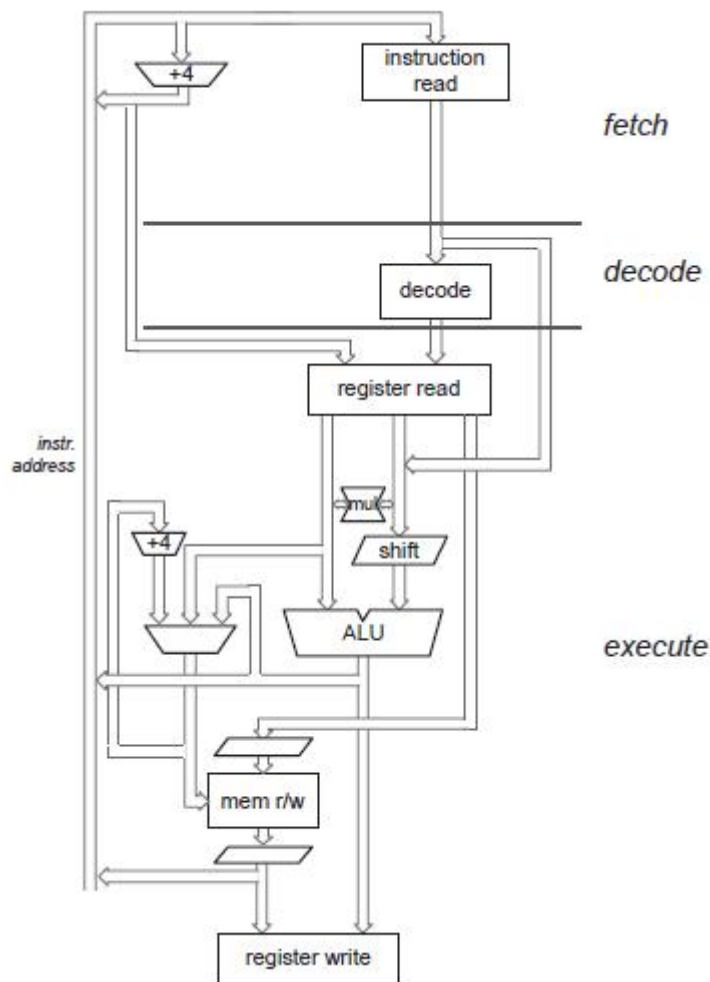 +4
instruction
read
fetch
decode
decode
register read
instr.
address
mul
+4
shift
ALU
execute
mem r/w
register write